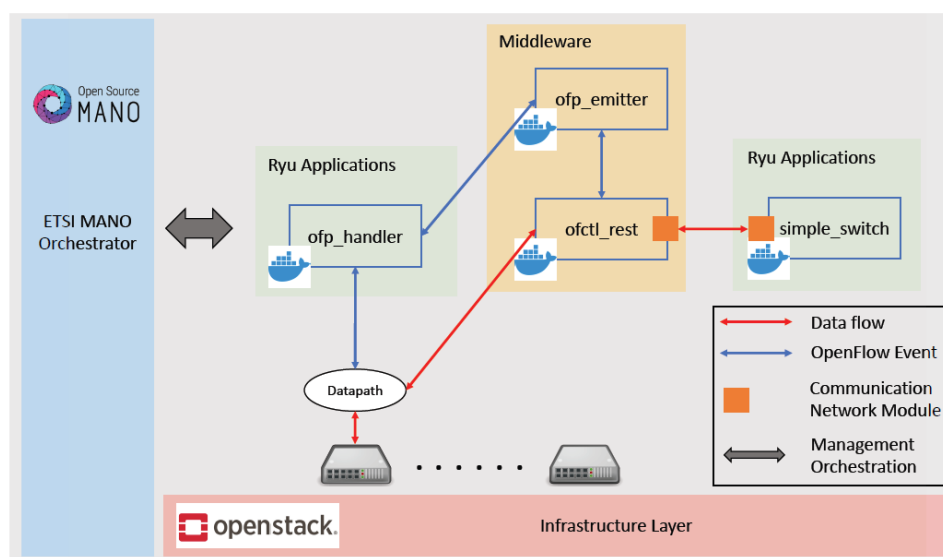 Open Source
MANO
ETSI MANO
Orchestrator
Middleware
ofp_emitter
Ryu Applications
ofp_handler
ofctl_rest
Ryu Applications
simple_switch
Datapath
Data flow
OpenFlow Event
Communication
Network Module
Management
Orchestration
openstack.
Infrastructure Layer